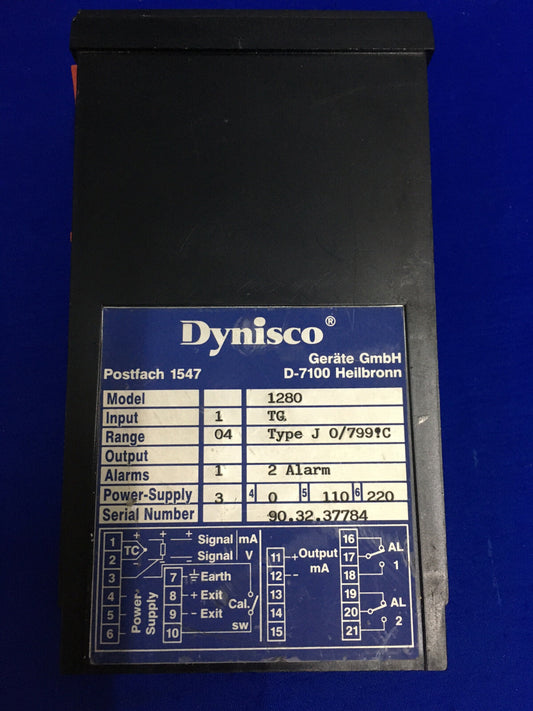 Dynisco®
Geräte GmbH
Postfach 1547 D-7100 Heilbronn
Model 1280
Input 1 TG
Range 04 Type J 0/799°C
Output
Alarms 1 2 Alarm
Power-Supply 3 4 0 5 110 6 220
Serial Number 90.32.37784
1 + + + Signal mA
TC
2 - - Signal V
3
4
5
6
Power Supply
7 Earth
8 + Exit
9 - Exit
10
Cal. sw
11 + Output
12 - mA
13
14
15
16
17
18
AL 1
19
20
21
AL 2